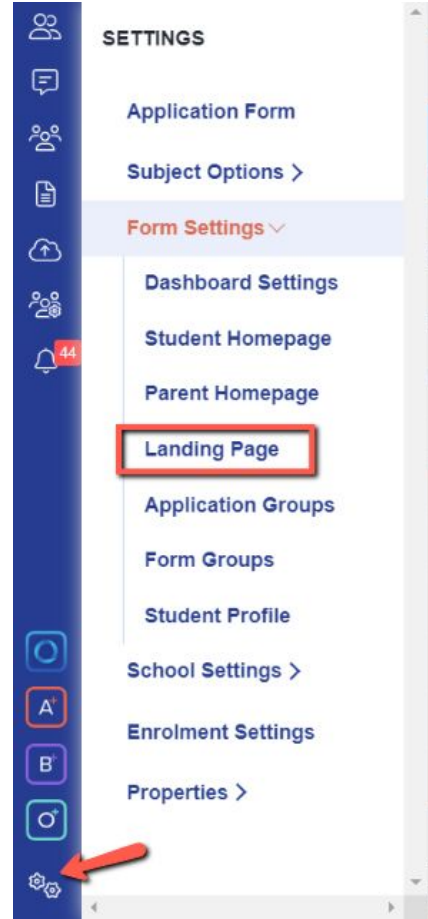 SETTINGS
Application Form
Subject Options >
Form Settings
Dashboard Settings
Student Homepage
Parent Homepage
44
Landing Page
Application Groups
Form Groups
Student Profile
School Settings >
A+
Enrolment Settings
B+
Properties >
O+